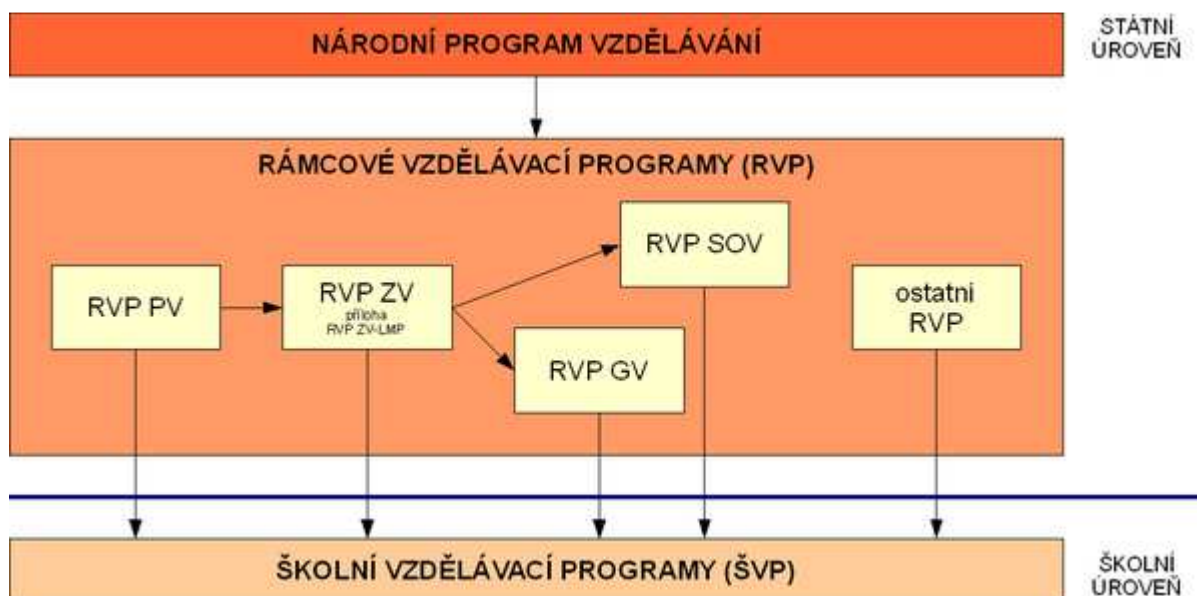 NÁRODNÍ PROGRAM VZDĚLÁVÁNÍ
STÁTNÍ
ÚROVEŇ
RÁMCOVÉ VZDĚLÁVACÍ PROGRAMY (RVP)
RVP SOV
RVP PV
RVP ZV
příloha
RVP ZV-LMP
ostatni
RVP
RVP GV
ŠKOLNÍ VZDĚLÁVACÍ PROGRAMY (ŠVP)
ŠKOLNÍ
ÚROVEŇ